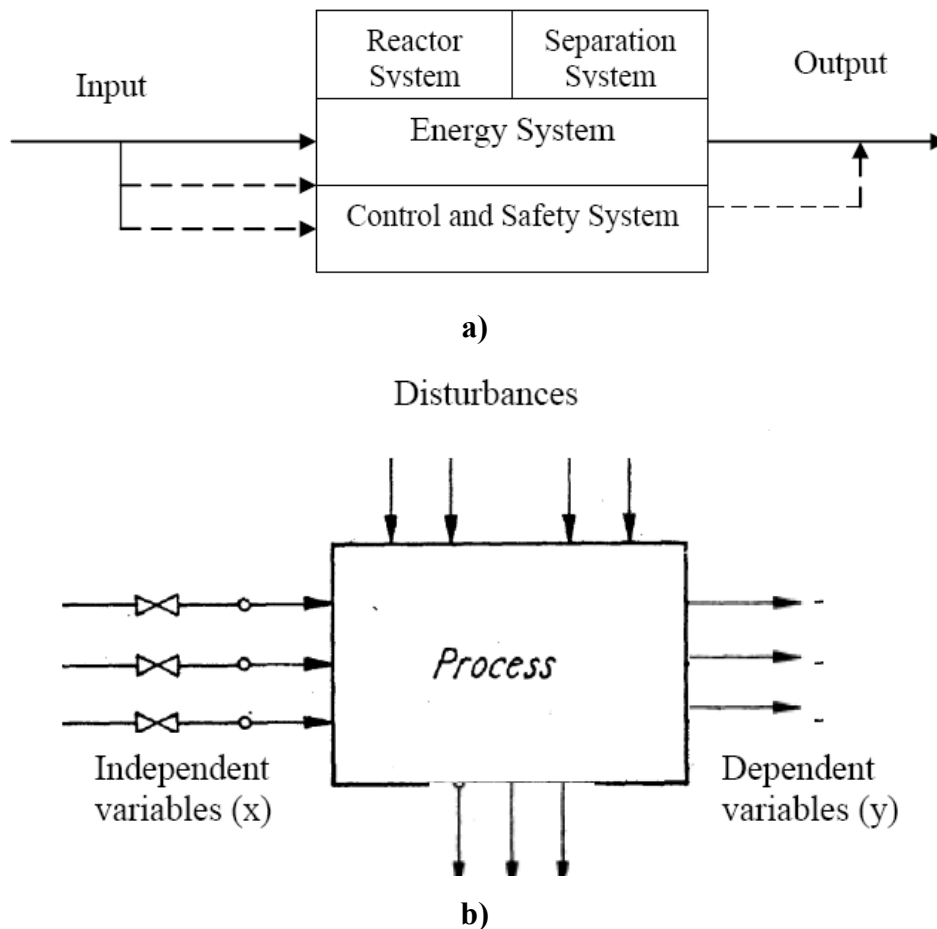 Reactor
System
Separation
System
Input
Output
Energy System
Control and Safety System
a)
Disturbances
Process
Independent
variables (x)
Dependent
variables (y)
b)